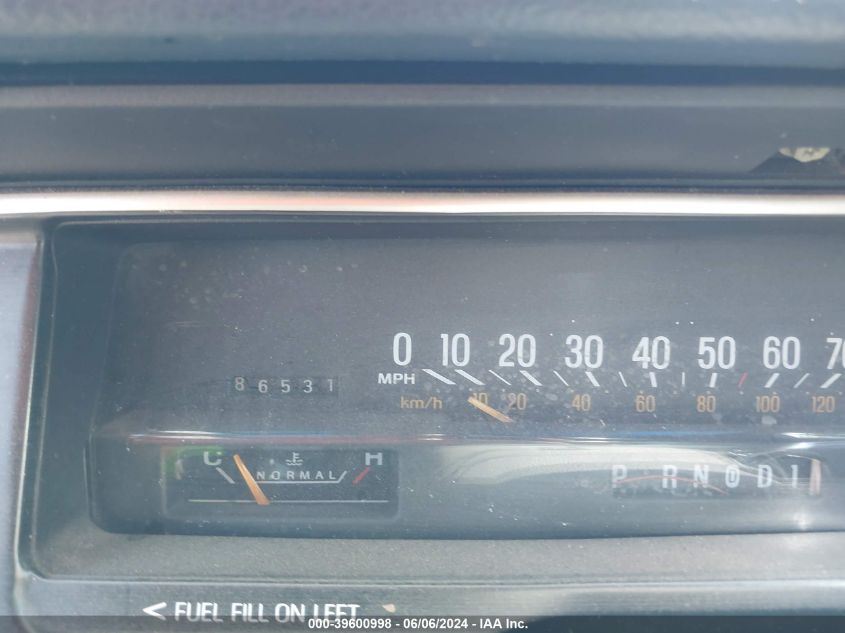 0 10 20 30 40 50 60 70
MPH
86531
km/h 10 20 40 60 80 100 120
C H
NORMAL
P R N D D 1
< FUEL FILL ON LEFT
000-39600998 - 06/06/2024 - IAA Inc.